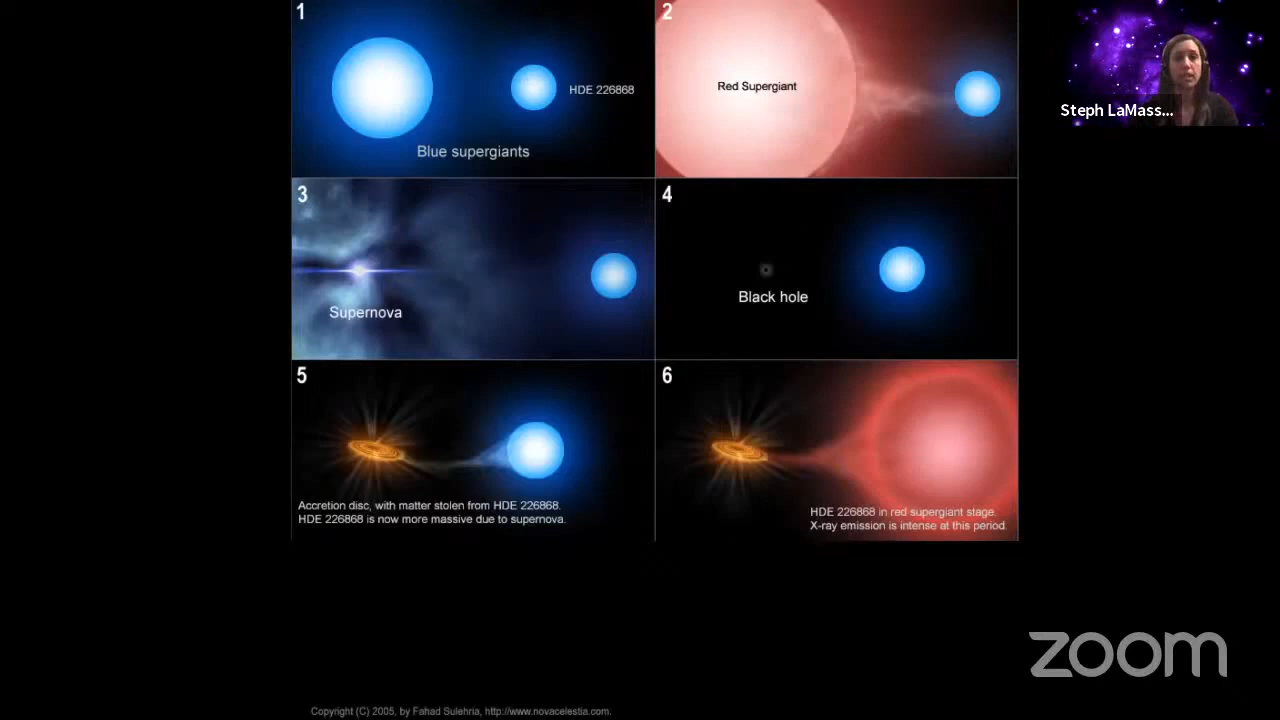 1
HDE 226868
Blue supergiants
2
Red Supergiant
Steph LaMass...
3
Supernova
4
Black hole
5
Accretion disc, with matter stolen from HDE 226868.
HDE 226868 is now more massive due to supernova.
6
HDE 226868 in red supergiant stage.
X-ray emission is intense at this period.
zoom
Copyright (C) 2005, by Fahad Sulehria, http://www.novacelestia.com.